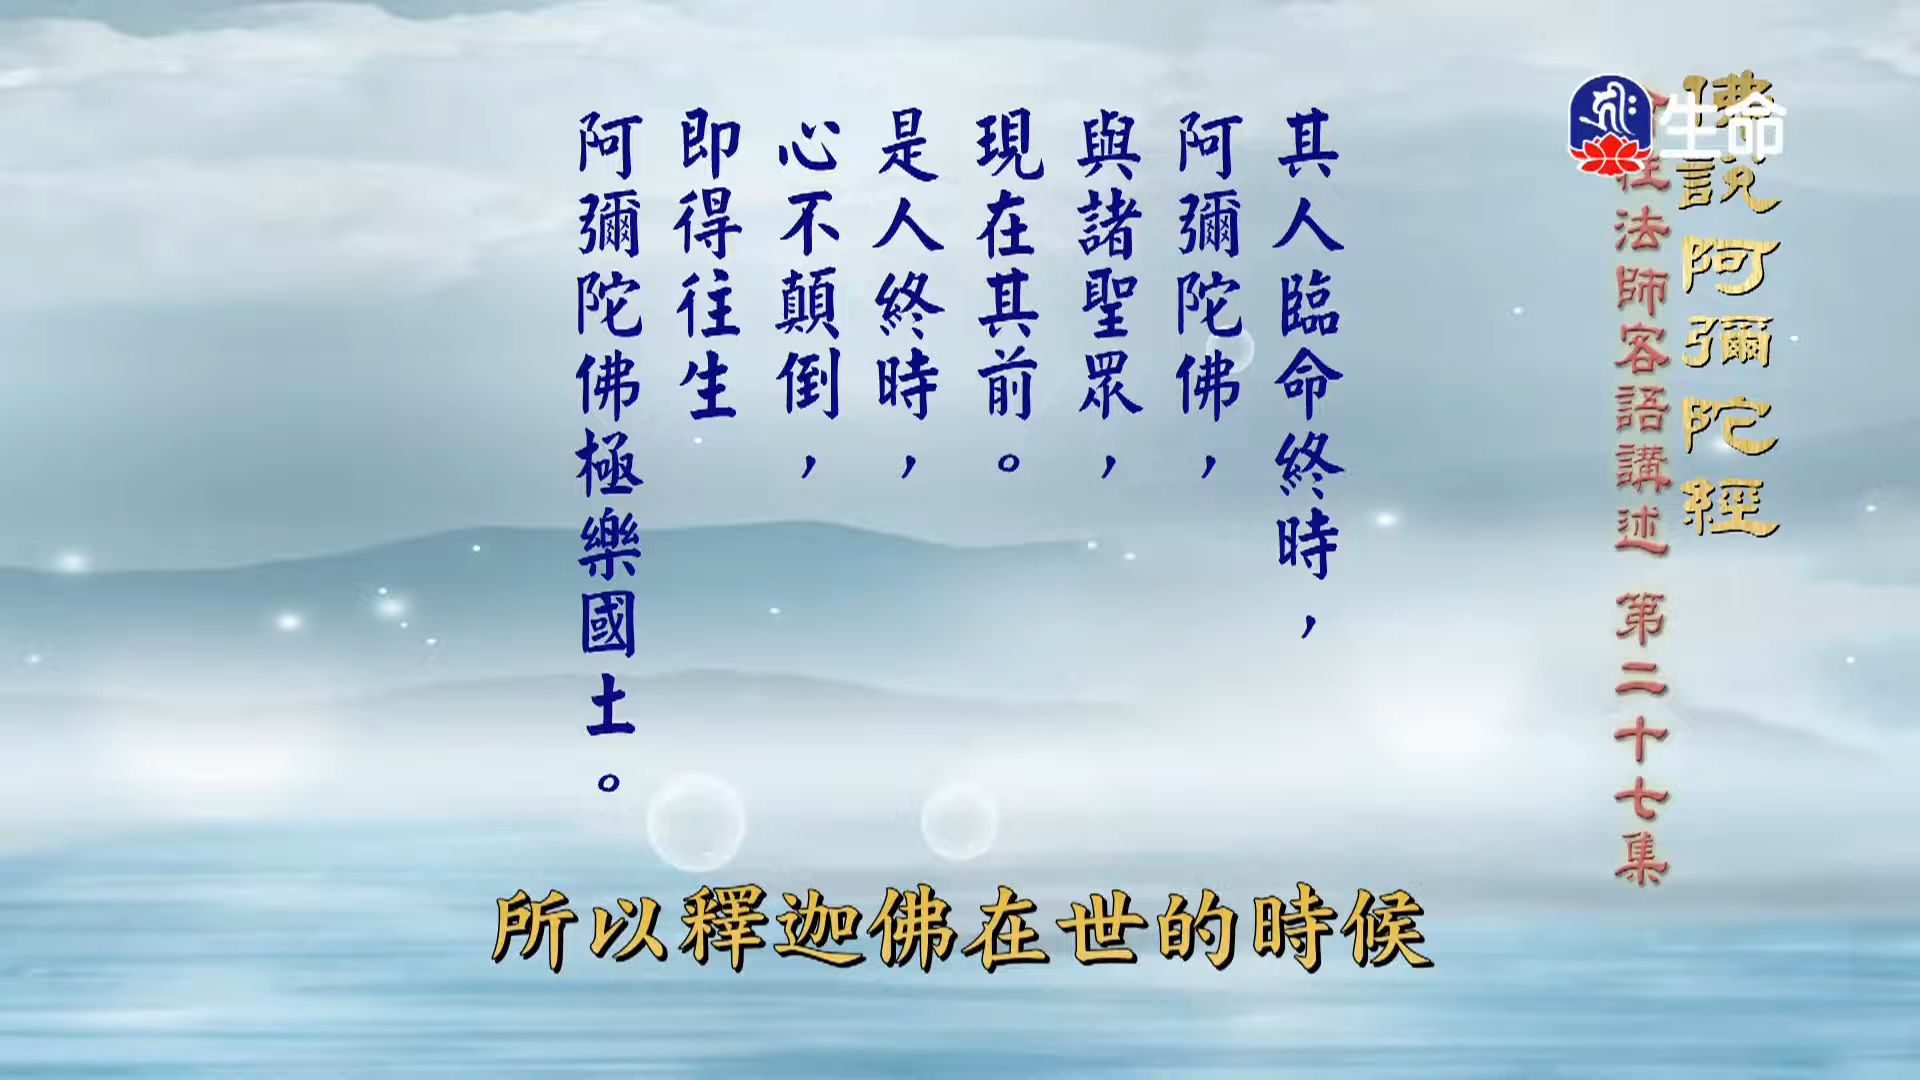 佛說阿彌陀經
法師客語講述 第二十七集
生命
其人臨命終時，
阿彌陀佛，
與諸聖眾，
現在其前。
是人終時，
心不顛倒，
即得往生
阿彌陀佛極樂國土。
所以釋迦佛在世的時候